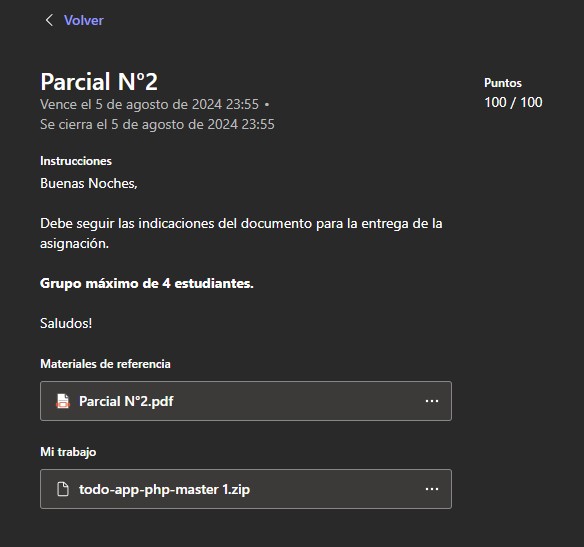 Volver
Parcial N°2
Vence el 5 de agosto de 2024 23:55 •
Se cierra el 5 de agosto de 2024 23:55
Puntos
100 / 100
Instrucciones
Buenas Noches,
Debe seguir las indicaciones del documento para la entrega de la
asignación.
Grupo máximo de 4 estudiantes.
Saludos!
Materiales de referencia
Parcial N°2.pdf
Mi trabajo
todo-app-php-master 1.zip